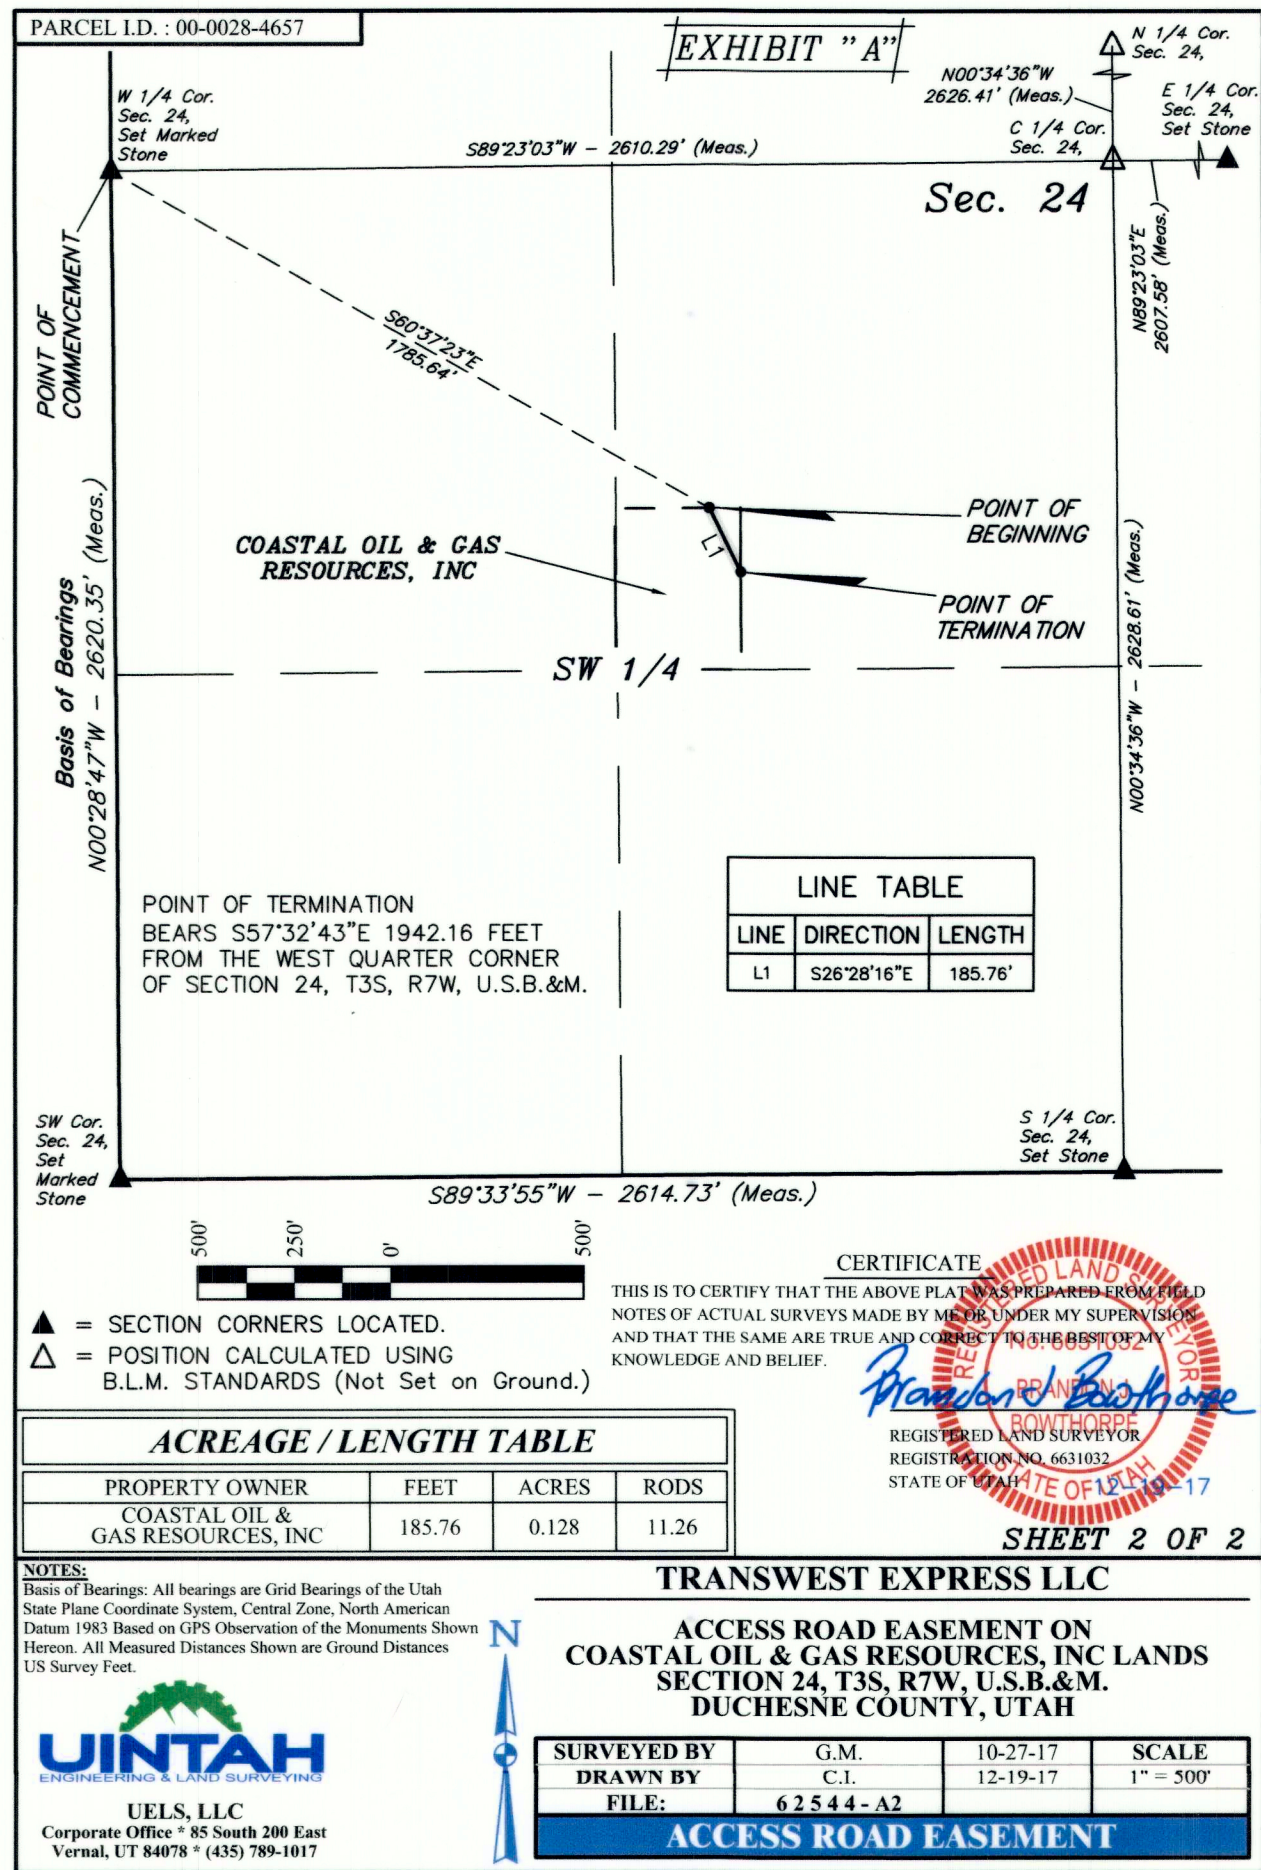 PARCEL I.D. : 00-0028-4657
EXHIBIT "A"
N 1/4 Cor.
Sec. 24,
N00°34'36"W
2626.41' (Meas.)
E 1/4 Cor.
Sec. 24,
Set Stone
C 1/4 Cor.
Sec. 24,
W 1/4 Cor.
Sec. 24,
Set Marked
Stone
S89°23'03"W - 2610.29' (Meas.)
Sec. 24
N89°23'03"E
2607.58' (Meas.)
POINT OF
COMMENCEMENT
S60°37'23"E
1785.64'
POINT OF
BEGINNING
L1
COASTAL OIL & GAS
RESOURCES, INC
POINT OF
TERMINATION
Basis of Bearings
N00°28'47"W - 2620.35' (Meas.)
N00°34'36"W - 2628.61' (Meas.)
SW 1/4
LINE TABLE
LINE DIRECTION LENGTH
L1 S26°28'16"E 185.76'
POINT OF TERMINATION
BEARS S57°32'43"E 1942.16 FEET
FROM THE WEST QUARTER CORNER
OF SECTION 24, T3S, R7W, U.S.B.&M.
SW Cor.
Sec. 24,
Set
Marked
Stone
S 1/4 Cor.
Sec. 24,
Set Stone
S89°33'55"W - 2614.73' (Meas.)
500' 250' 0' 500'
▲ = SECTION CORNERS LOCATED.
△ = POSITION CALCULATED USING
B.L.M. STANDARDS (Not Set on Ground.)
CERTIFICATE
THIS IS TO CERTIFY THAT THE ABOVE PLAT WAS PREPARED FROM FIELD
NOTES OF ACTUAL SURVEYS MADE BY ME OR UNDER MY SUPERVISION
AND THAT THE SAME ARE TRUE AND CORRECT TO THE BEST OF MY
KNOWLEDGE AND BELIEF.
Brandon J Bowthorpe
REGISTERED LAND SURVEYOR
REGISTRATION NO. 6631032
STATE OF UTAH
REGISTERED LAND SURVEYOR
No. 6631032
BRANDON J.
BOWTHORPE
STATE OF UTAH
12-19-17
ACREAGE / LENGTH TABLE
PROPERTY OWNER FEET ACRES RODS
COASTAL OIL &
GAS RESOURCES, INC 185.76 0.128 11.26
SHEET 2 OF 2
NOTES:
Basis of Bearings: All bearings are Grid Bearings of the Utah
State Plane Coordinate System, Central Zone, North American
Datum 1983 Based on GPS Observation of the Monuments Shown
Hereon. All Measured Distances Shown are Ground Distances
US Survey Feet.
N
UINTAH
ENGINEERING & LAND SURVEYING
UELS, LLC
Corporate Office * 85 South 200 East
Vernal, UT 84078 * (435) 789-1017
TRANSWEST EXPRESS LLC
ACCESS ROAD EASEMENT ON
COASTAL OIL & GAS RESOURCES, INC LANDS
SECTION 24, T3S, R7W, U.S.B.&M.
DUCHESNE COUNTY, UTAH
SURVEYED BY G.M. 10-27-17 SCALE
DRAWN BY C.I. 12-19-17 1" = 500'
FILE: 6 2 5 4 4 - A2
ACCESS ROAD EASEMENT